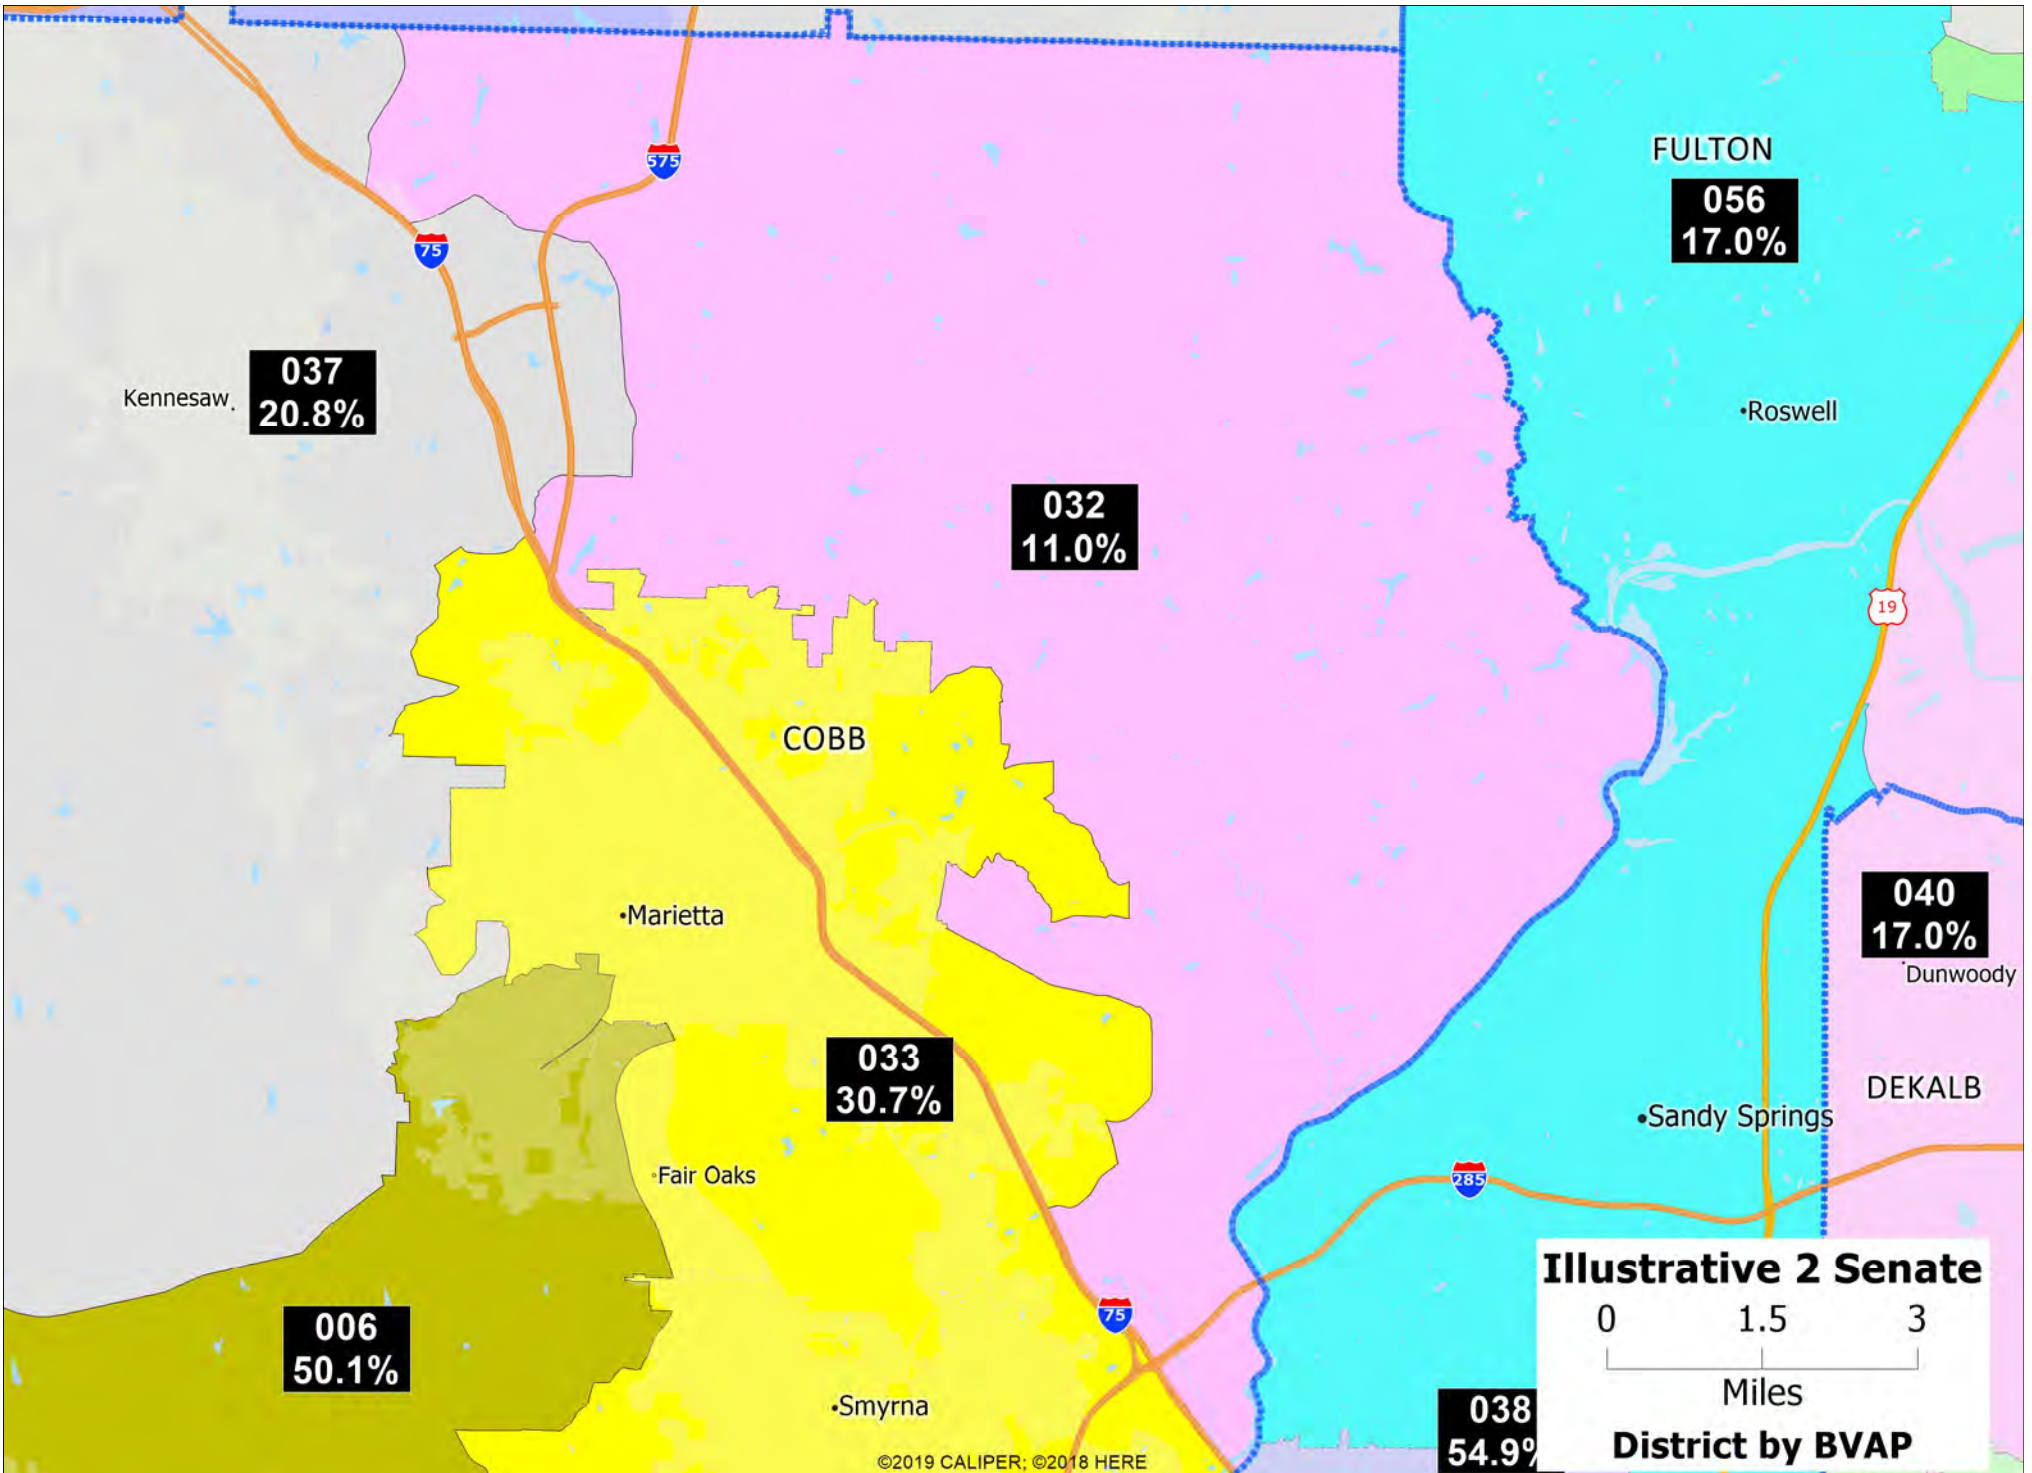 FULTON
056
17.0%
575
75
037
20.8%
Kennesaw
Roswell
032
11.0%
19
COBB
Marietta
040
17.0%
Dunwoody
033
30.7%
DEKALB
Sandy Springs
Fair Oaks
285
Illustrative 2 Senate
0 1.5 3
Miles
District by BVAP
75
006
50.1%
Smyrna
038
54.9%
©2019 CALIPER; ©2018 HERE